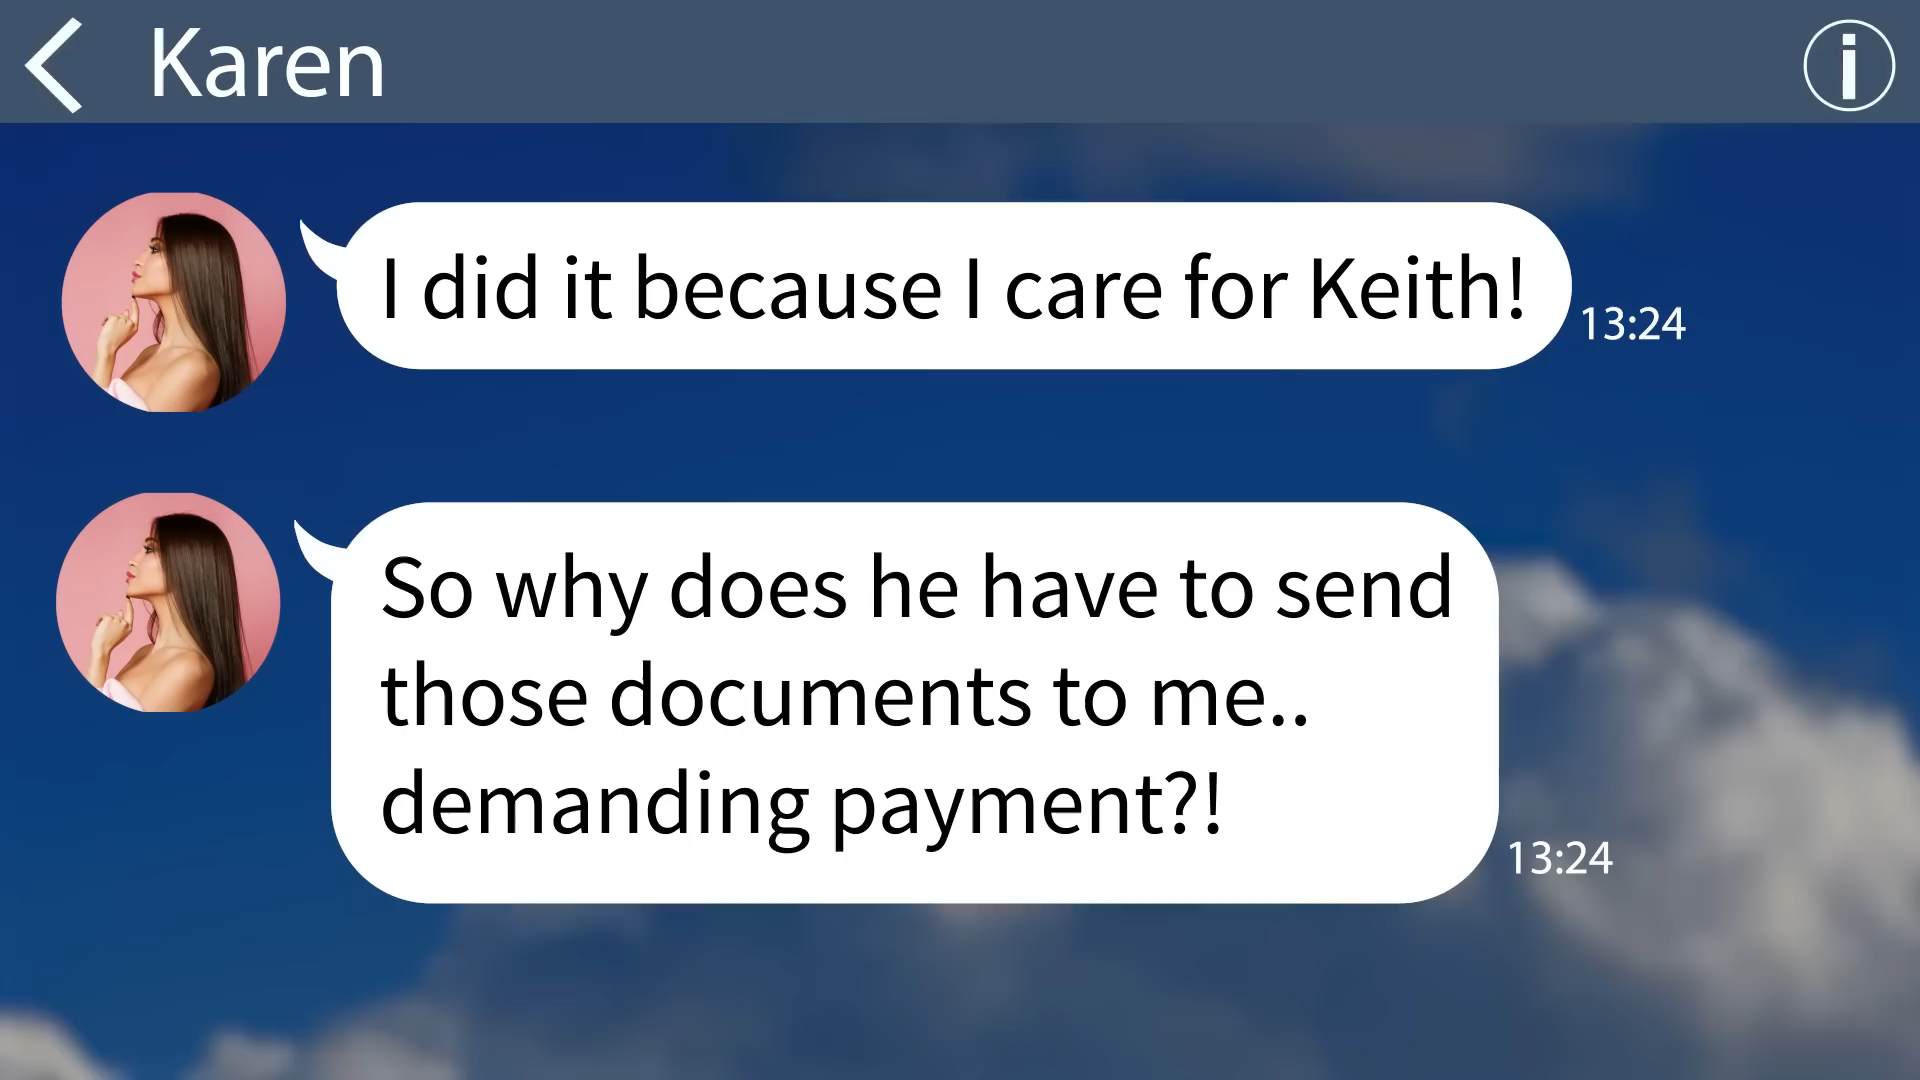 Karen
I did it because I care for Keith!
13:24
So why does he have to send
those documents to me..
demanding payment?!
13:24